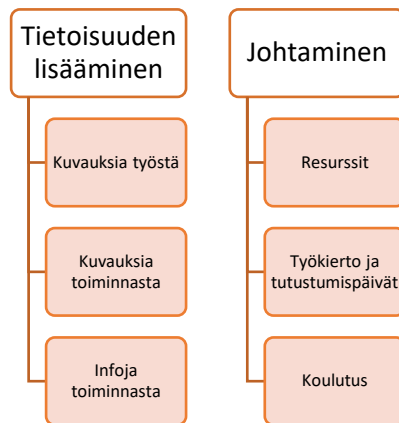 Tietoisuuden
lisääminen
Kuvauksia työstä
Kuvauksia
toiminnasta
Infoja
toiminnasta
Johtaminen
Resurssit
Työkierto ja
tutustumispäivät
Koulutus